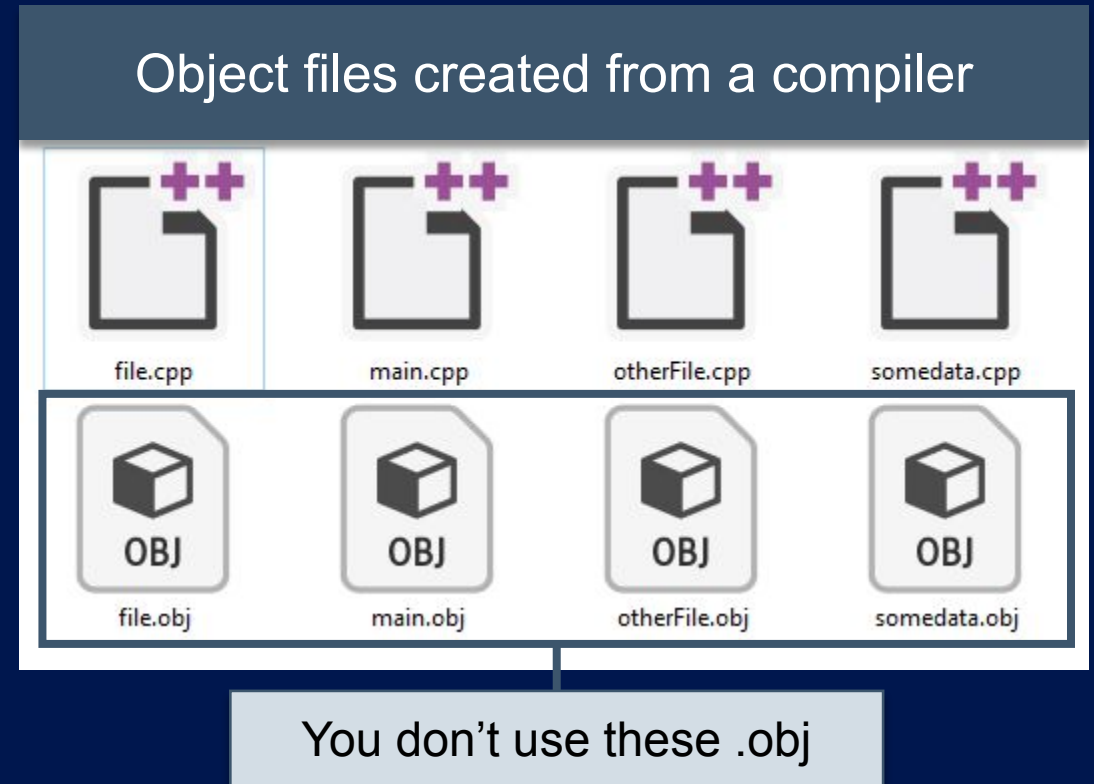 Object files created from a compiler
++ ++ ++ ++
file.cpp main.cpp otherFile.cpp somedata.cpp
OBJ OBJ OBJ OBJ
file.obj main.obj otherFile.obj somedata.obj
You don’t use these .obj